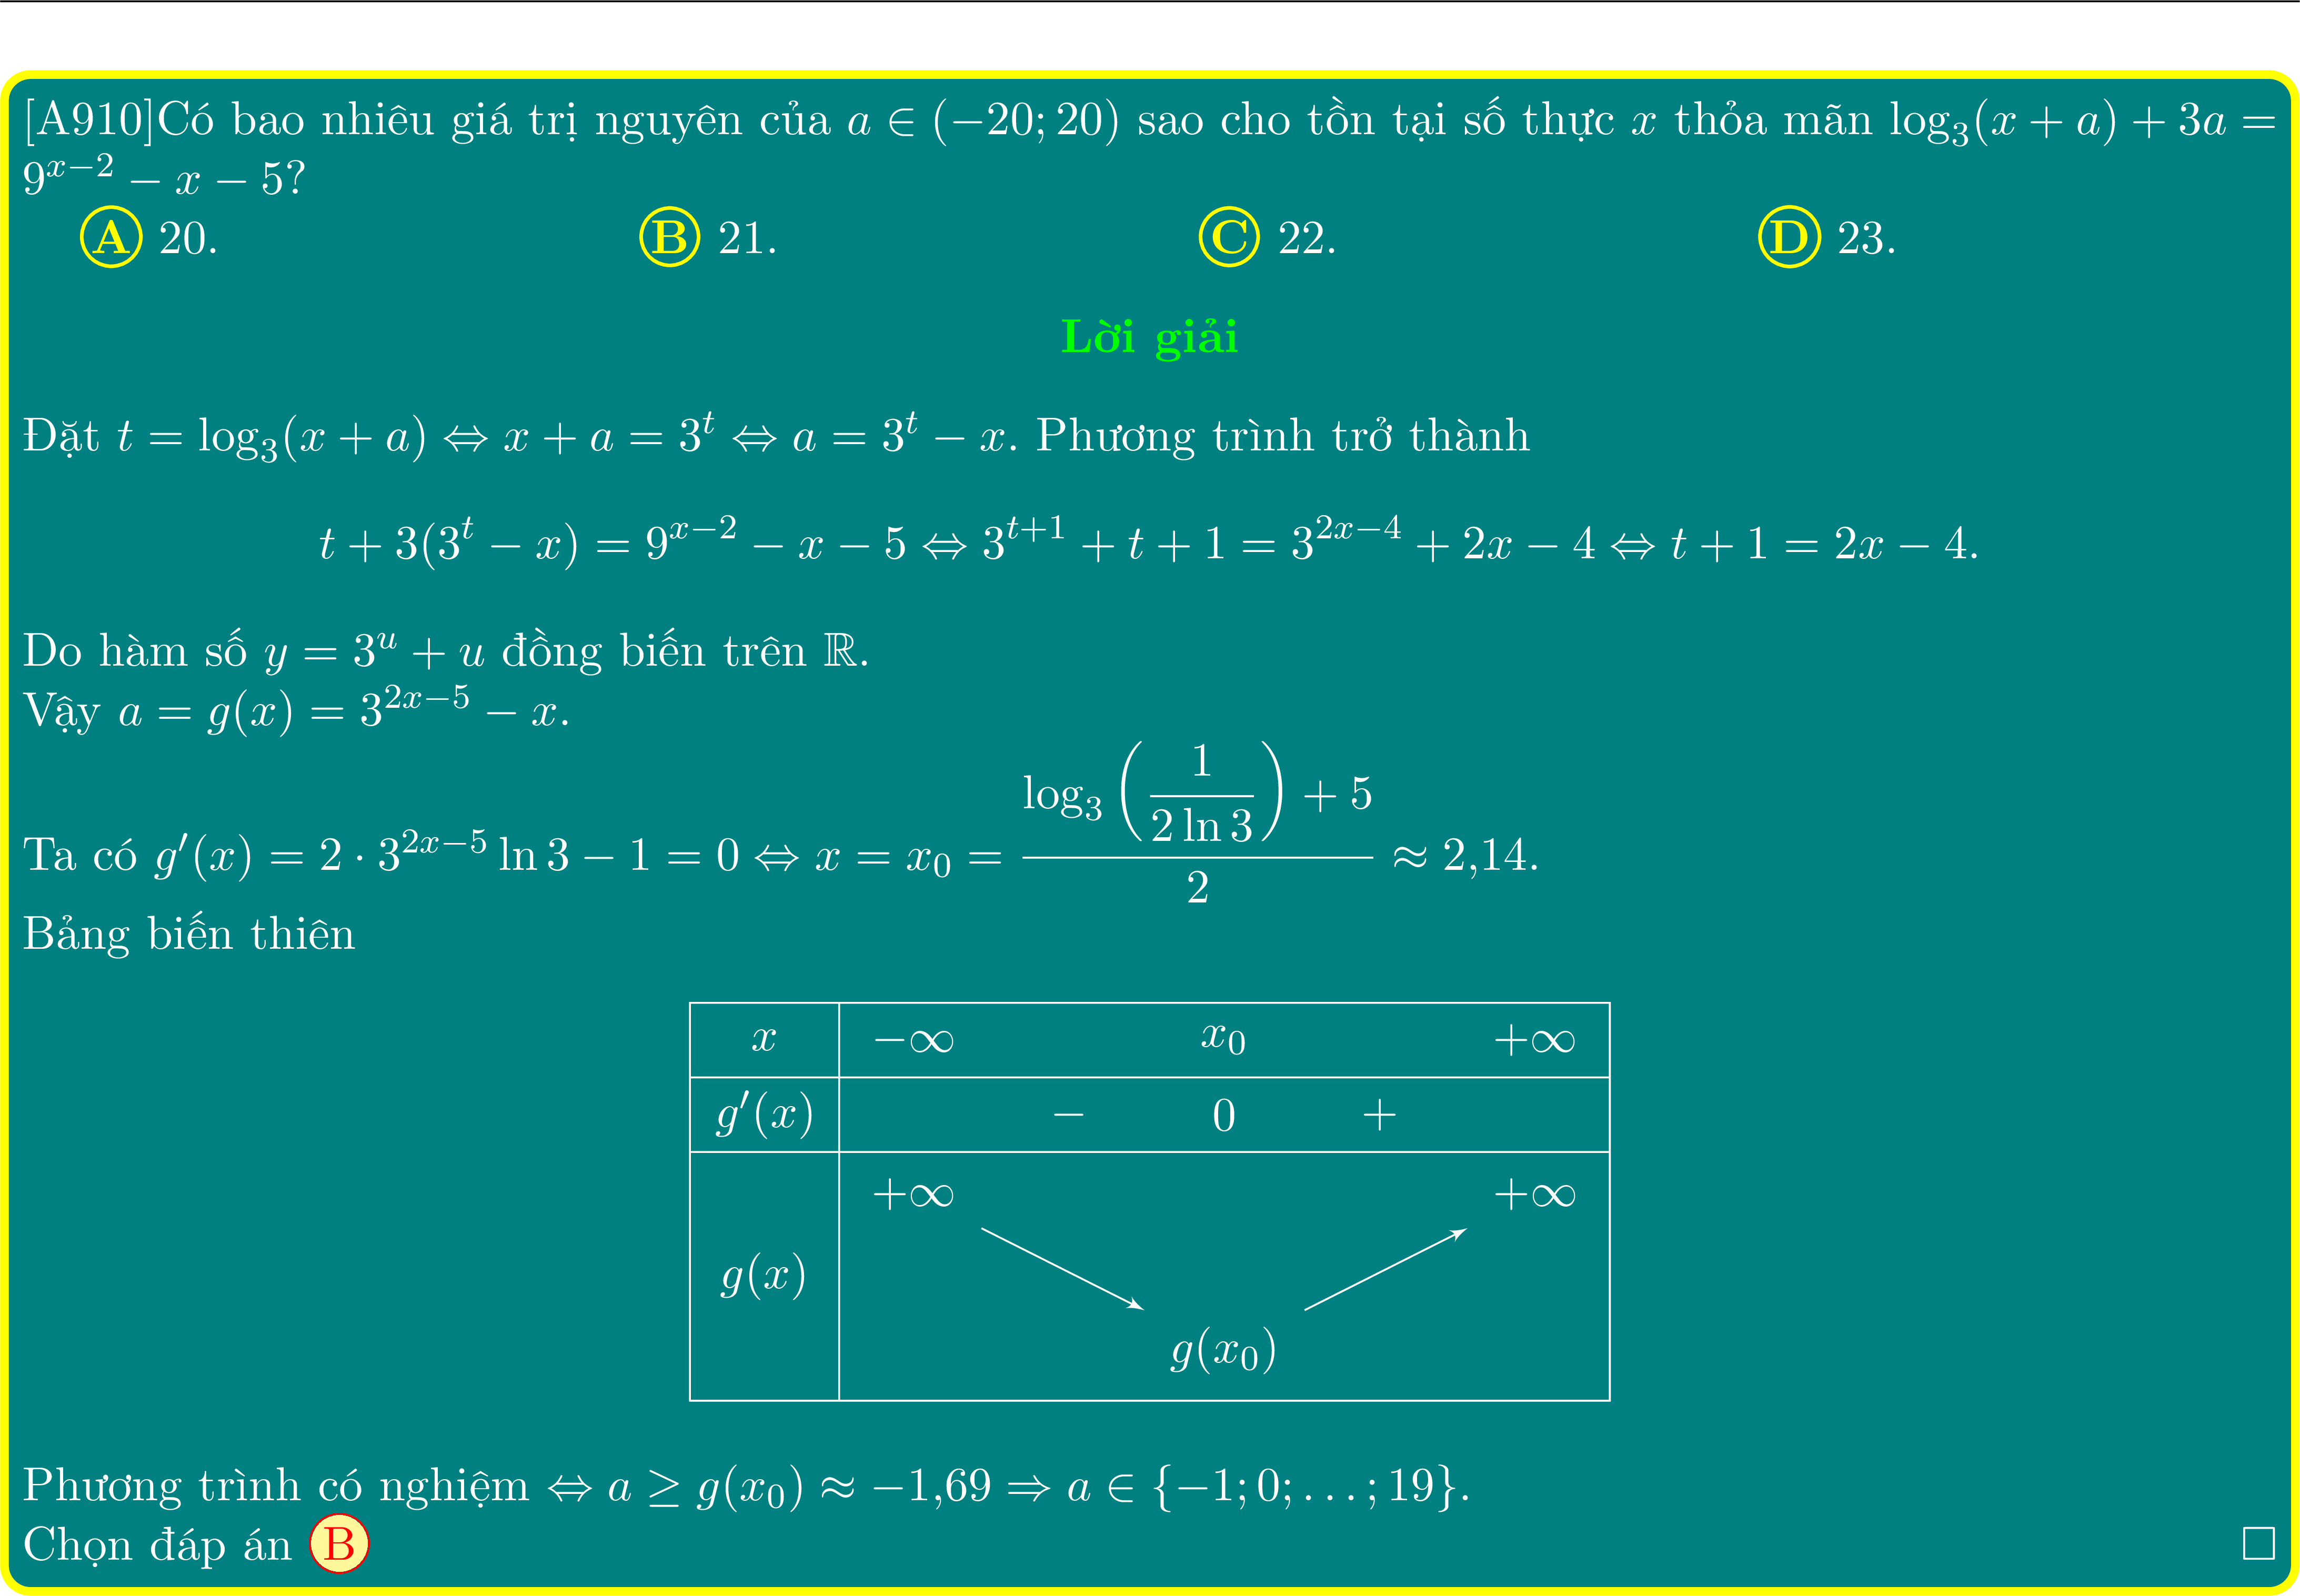 [A910]Có bao nhiêu giá trị nguyên của $a \in (-20; 20)$ sao cho tồn tại số thực $x$ thỏa mãn $\log_3(x + a) + 3a =$
$9^{x-2} - x - 5$?
A 20. B 21. C 22. D 23.
Lời giải
Đặt $t = \log_3(x + a) \Leftrightarrow x + a = 3^t \Leftrightarrow a = 3^t - x$. Phương trình trở thành
$t + 3(3^t - x) = 9^{x-2} - x - 5 \Leftrightarrow 3^{t+1} + t + 1 = 3^{2x-4} + 2x - 4 \Leftrightarrow t + 1 = 2x - 4.$
Do hàm số $y = 3^u + u$ đồng biến trên $\mathbb{R}$.
Vậy $a = g(x) = 3^{2x-5} - x$.
Ta có $g'(x) = 2 \cdot 3^{2x-5} \ln 3 - 1 = 0 \Leftrightarrow x = x_0 = \dfrac{\log_3\left(\dfrac{1}{2\ln 3}\right) + 5}{2} \approx 2{,}14.$
Bảng biến thiên
$x$ $-\infty$ $x_0$ $+\infty$
$g'(x)$ $-$ $0$ $+$
$+\infty$ $+\infty$
$g(x)$
$g(x_0)$
Phương trình có nghiệm $\Leftrightarrow a \geq g(x_0) \approx -1{,}69 \Rightarrow a \in \{-1; 0; \ldots; 19\}$.
Chọn đáp án B □